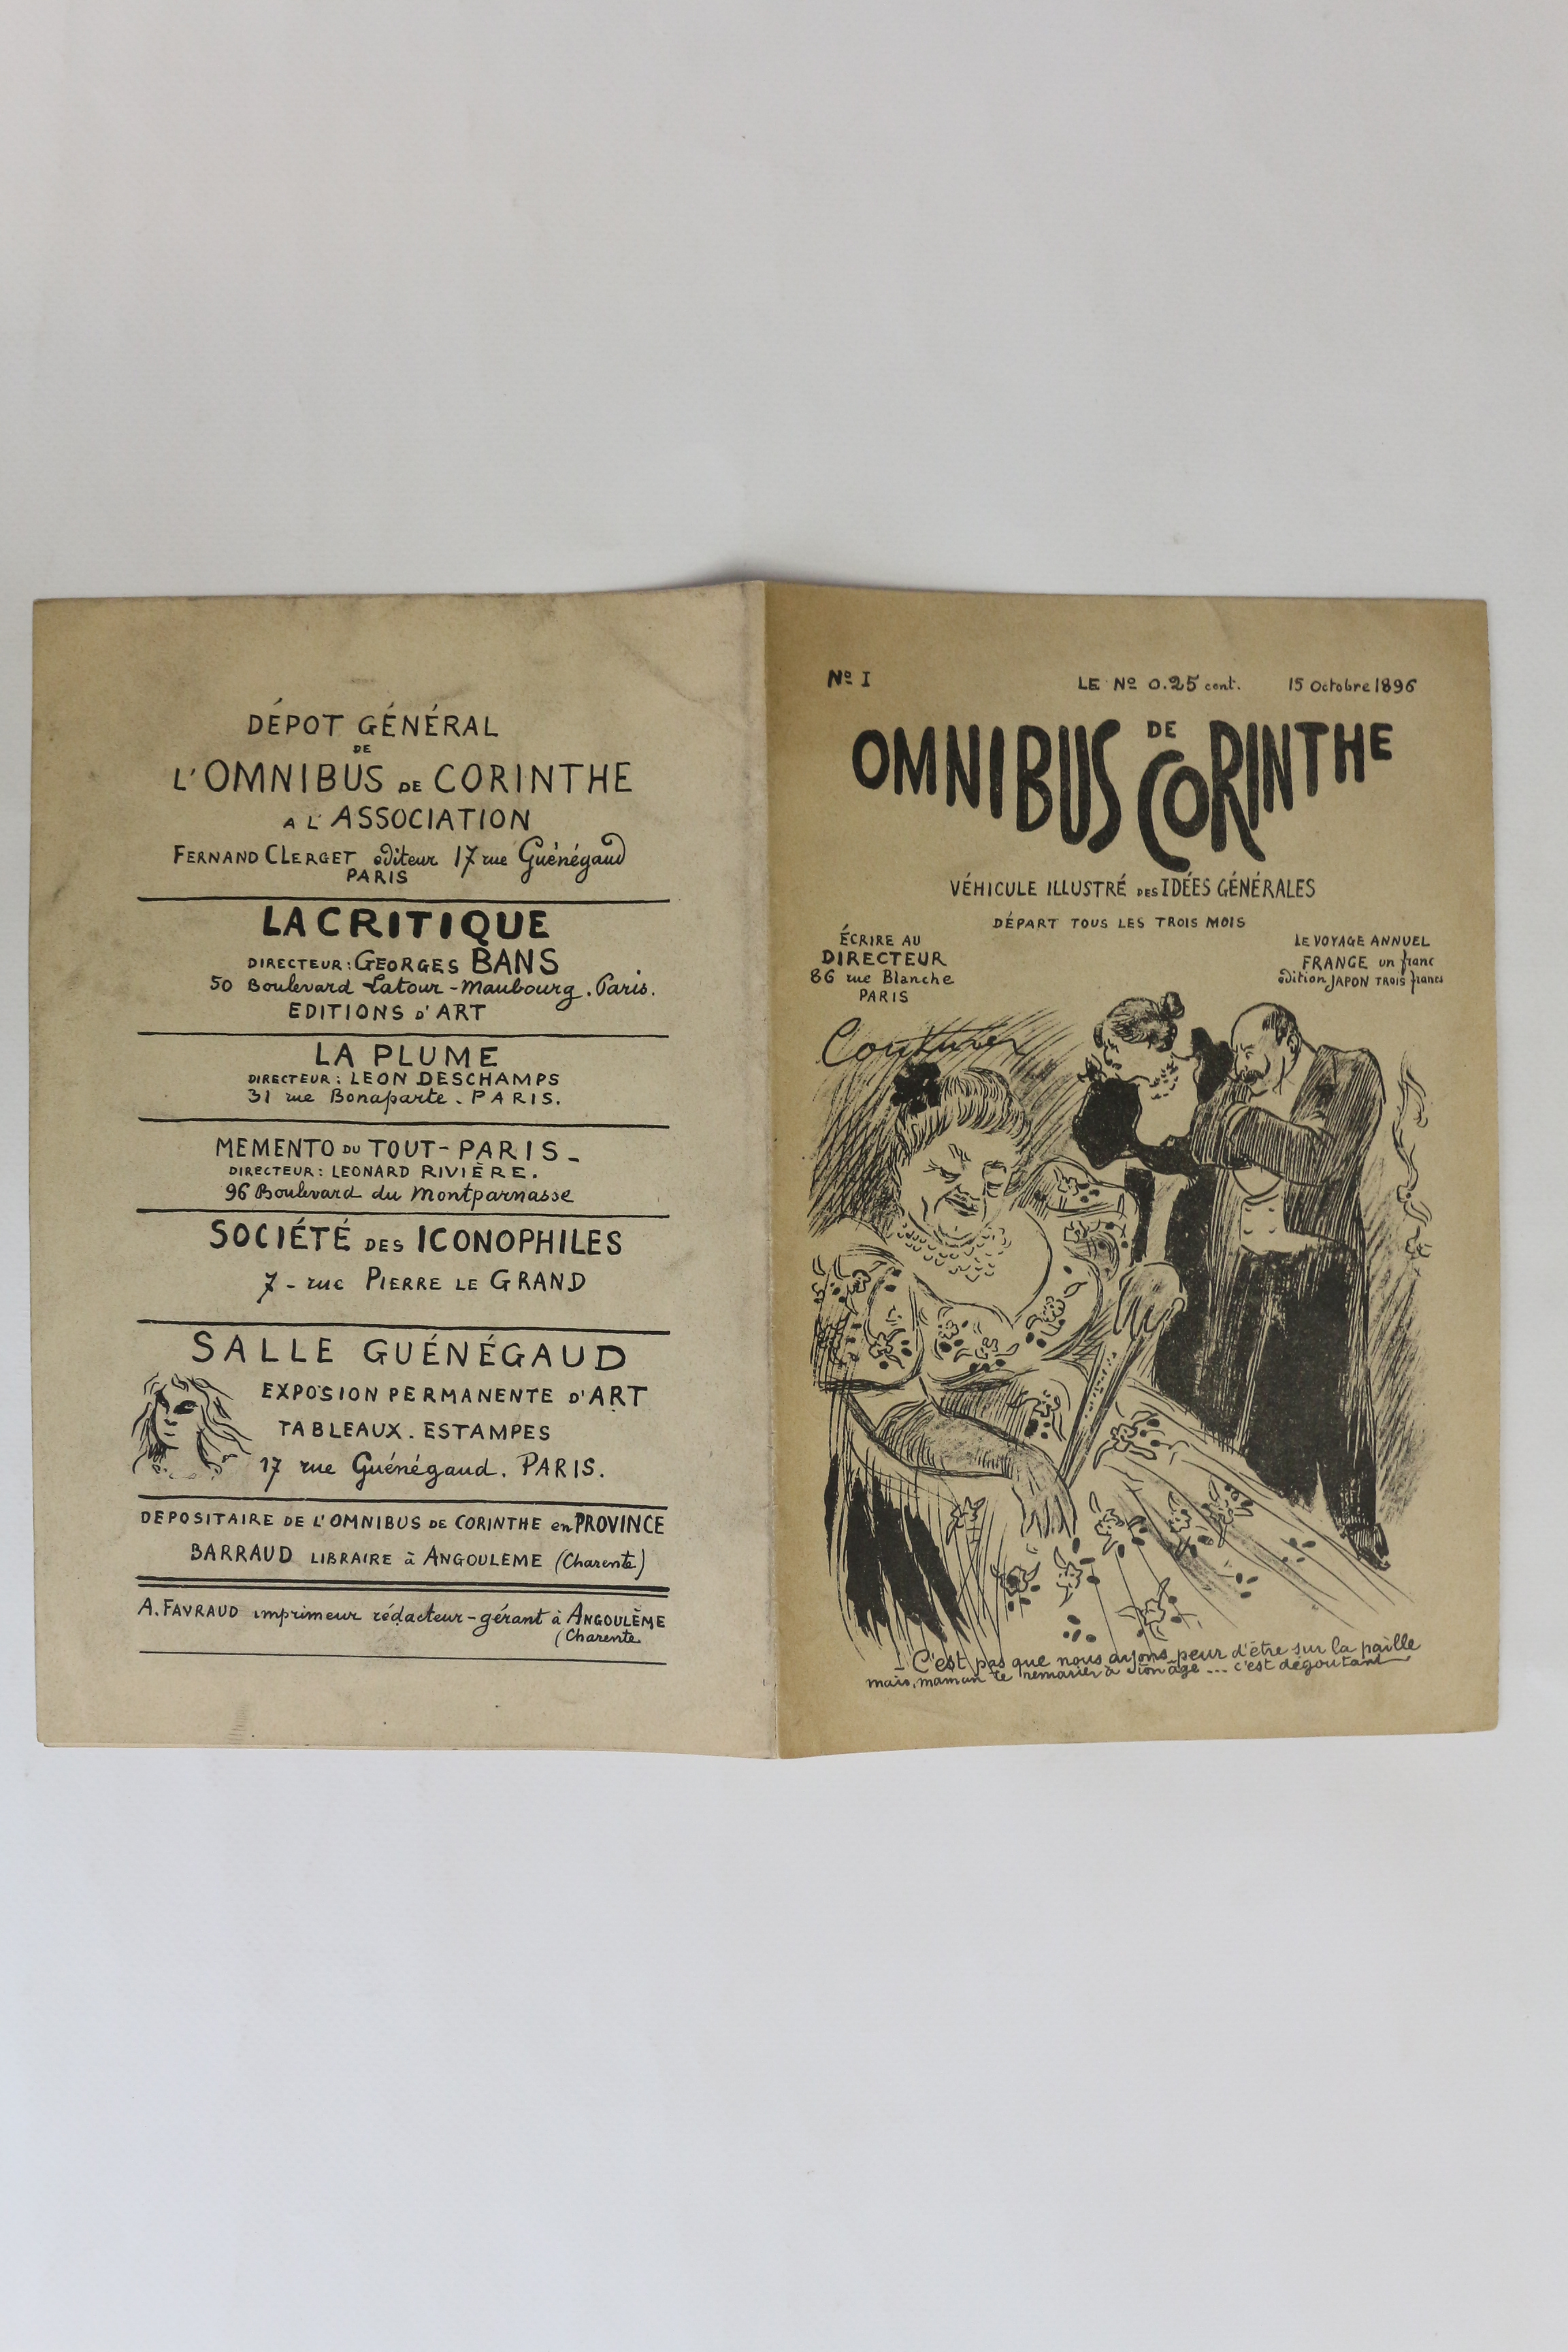 DÉPOT GÉNÉRAL
DE
L'OMNIBUS DE CORINTHE
A L' ASSOCIATION
FERNAND CLERGET éditeur 17 rue Guénégaud
PARIS
LA CRITIQUE
DIRECTEUR: GEORGES BANS
50 Boulevard Latour-Maubourg. Paris.
EDITIONS D'ART
LA PLUME
DIRECTEUR: LEON DESCHAMPS
31 rue Bonaparte. PARIS.
MEMENTO DU TOUT-PARIS-
DIRECTEUR: LEONARD RIVIÈRE.
96 Boulevard du Montparnasse
SOCIÉTÉ DES ICONOPHILES
7 - rue PIERRE LE GRAND
SALLE GUÉNÉGAUD
EXPOSION PERMANENTE D'ART
TABLEAUX. ESTAMPES
17 rue Guénégaud. PARIS.
DEPOSITAIRE DE L'OMNIBUS DE CORINTHE en PROVINCE
BARRAUD LIBRAIRE à ANGOULEME (Charente)
A. FAVRAUD imprimeur rédacteur-gérant à ANGOULÈME
(Charente
No I LE No 0.25 cent. 15 Octobre 1896
OMNIBUS DE CORINTHE
VÉHICULE ILLUSTRÉ DES IDÉES GÉNÉRALES
DÉPART TOUS LES TROIS MOIS
ÉCRIRE AU
DIRECTEUR
86 rue Blanche
PARIS
LE VOYAGE ANNUEL
FRANCE un franc
édition JAPON TROIS francs
Couturier
- C'est pas que nous ayons peur d'être sur la paille
mais, maman te remarier à ton âge ... c'est dégoutant